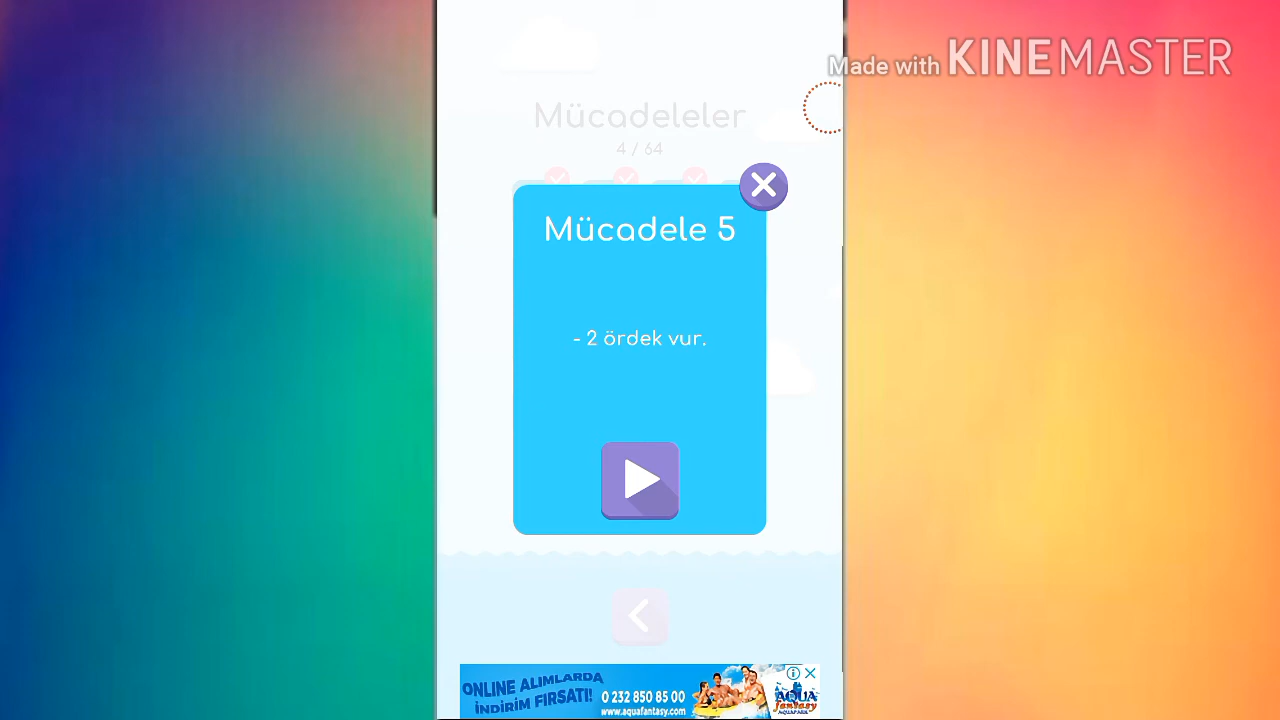 Made with KINEMASTER
Mücadeleler
4 / 64
Mücadele 5
- 2 ördek vur.
ONLINE ALIMLARDA
İNDİRİM FIRSATI!
0 232 850 85 00
www.aquafantasy.com
AQUA
fantasy
AQUAPARK